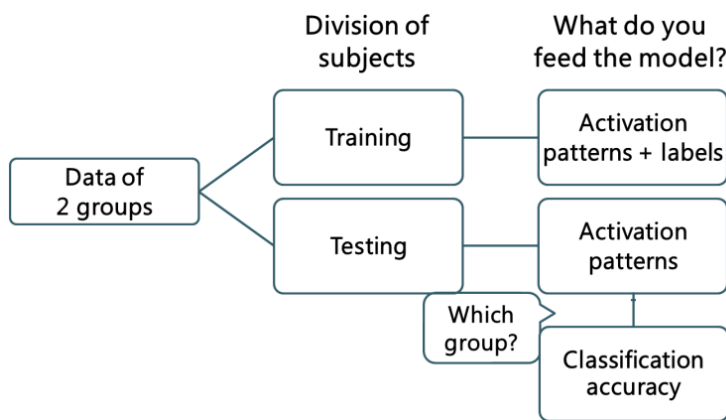 Division of
subjects
What do you
feed the model?
Training
Activation
patterns + labels
Data of
2 groups
Testing
Activation
patterns
Which
group?
Classification
accuracy